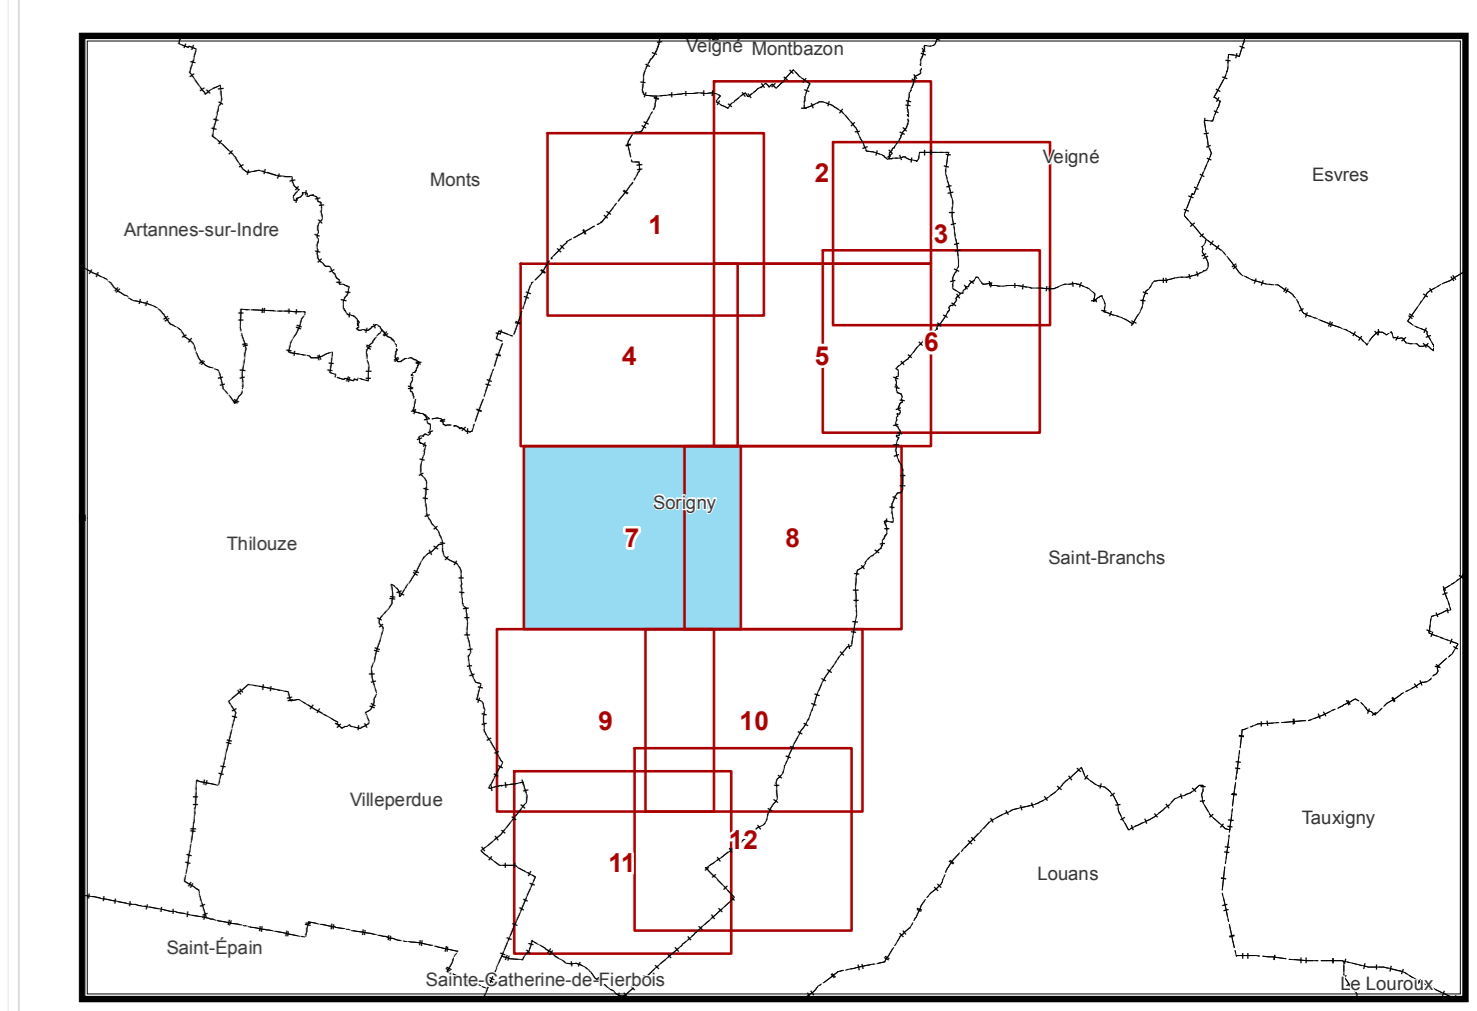 Veigné Montbazon
Veigné
Esvres
Monts
Artannes-sur-Indre
1
2
3
4
5
6
Sorigny
7
8
Thilouze
Saint-Branchs
9
10
Villeperdue
Tauxigny
11
12
Louans
Saint-Épain
Sainte-Catherine-de-Fierbois
Le Louroux